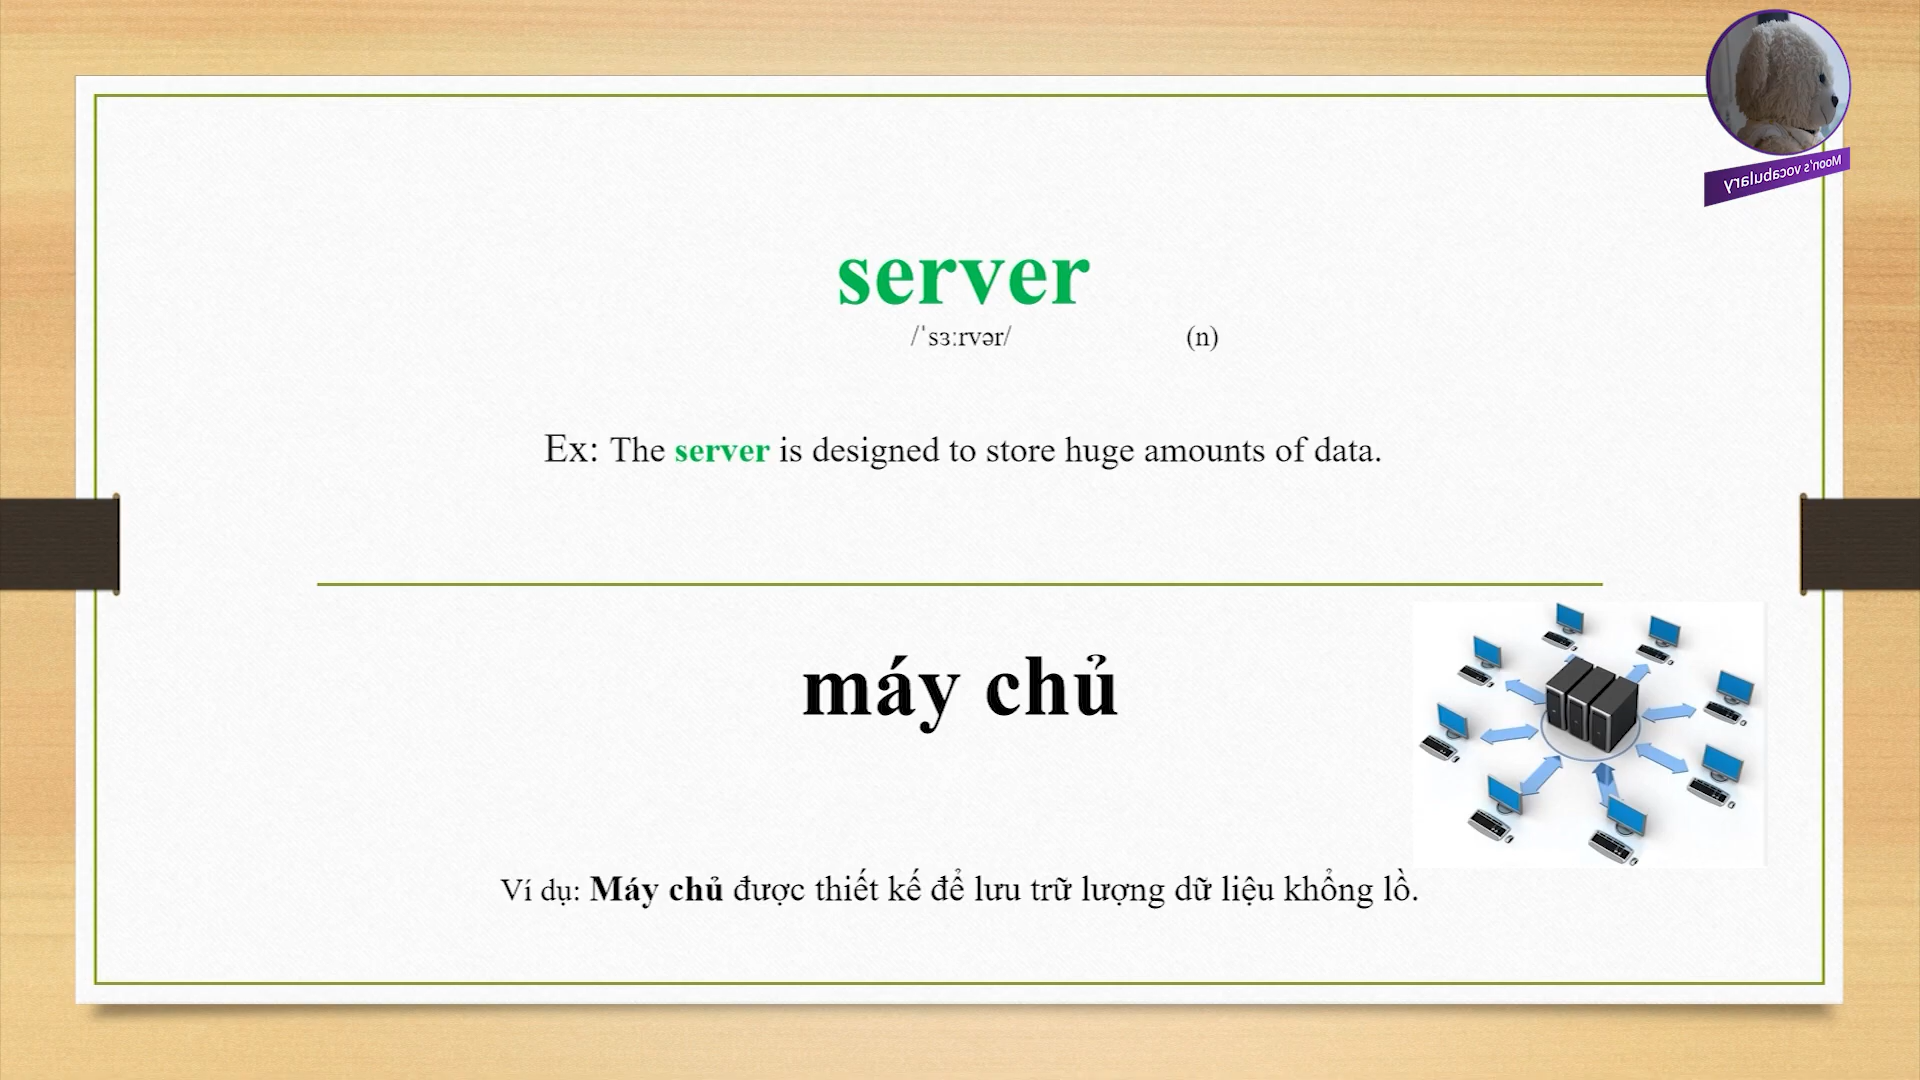 Moon's vocabulary
server
/ˈsɜːrvər/ (n)
Ex: The server is designed to store huge amounts of data.
máy chủ
Ví dụ: Máy chủ được thiết kế để lưu trữ lượng dữ liệu khổng lồ.